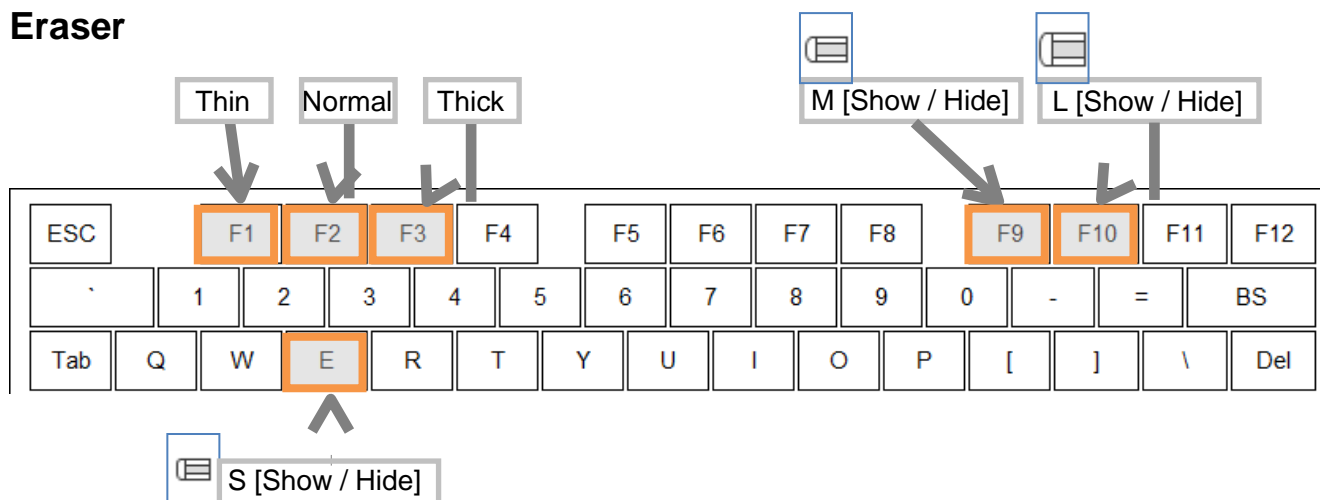 Eraser
Thin Normal Thick M [Show / Hide] L [Show / Hide]
ESC F1 F2 F3 F4 F5 F6 F7 F8 F9 F10 F11 F12
` 1 2 3 4 5 6 7 8 9 0 - = BS
Tab Q W E R T Y U I O P [ ] \ Del
S [Show / Hide]